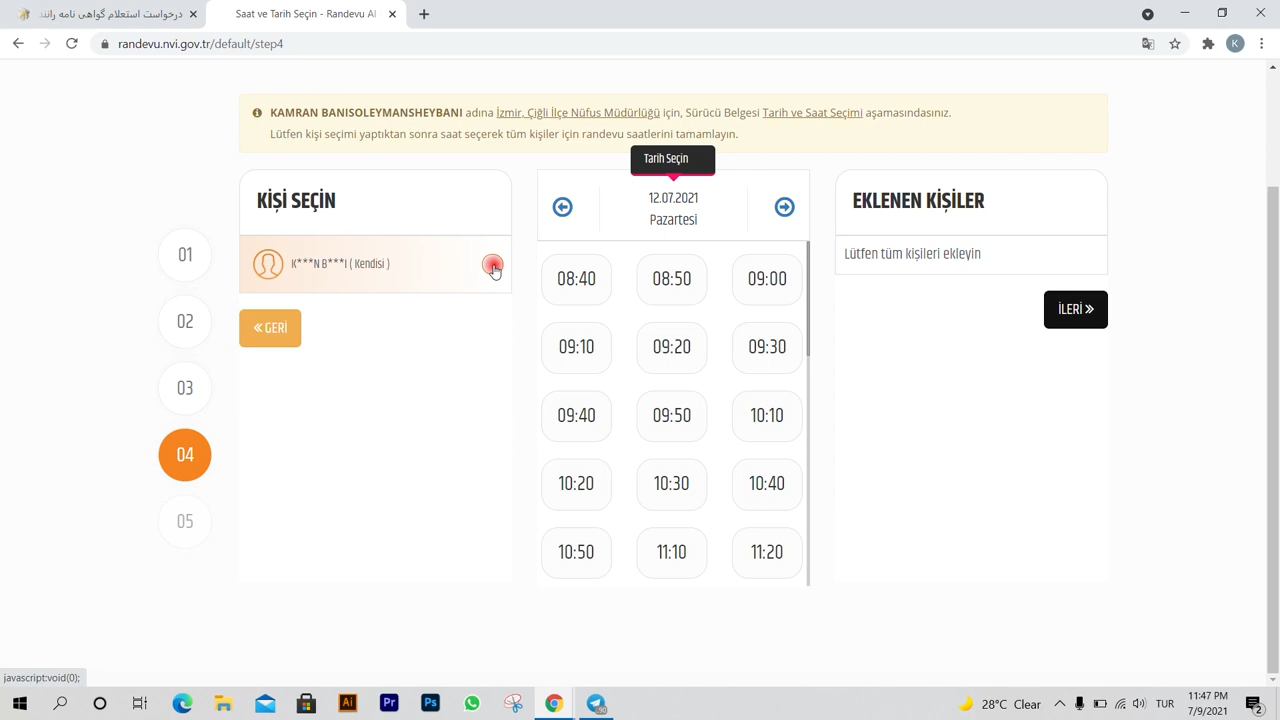 درخواست استعلام گواهی نامه رانند
Saat ve Tarih Seçin - Randevu Al
randevu.nvi.gov.tr/default/step4
KAMRAN BANISOLEYMANSHEYBANI adına İzmir, Çiğli İlçe Nüfus Müdürlüğü için, Sürücü Belgesi Tarih ve Saat Seçimi aşamasındasınız.
Lütfen kişi seçimi yaptıktan sonra saat seçerek tüm kişiler için randevu saatlerini tamamlayın.
Tarih Seçin
KİŞİ SEÇİN
12.07.2021
Pazartesi
EKLENEN KİŞİLER
01
02
03
04
05
K***N B***I ( Kendisi )
GERİ
08:40 08:50 09:00
09:10 09:20 09:30
09:40 09:50 10:10
10:20 10:30 10:40
10:50 11:10 11:20
Lütfen tüm kişileri ekleyin
İLERİ
javascript:void(0);
28°C Clear
TUR
11:47 PM
7/9/2021
2